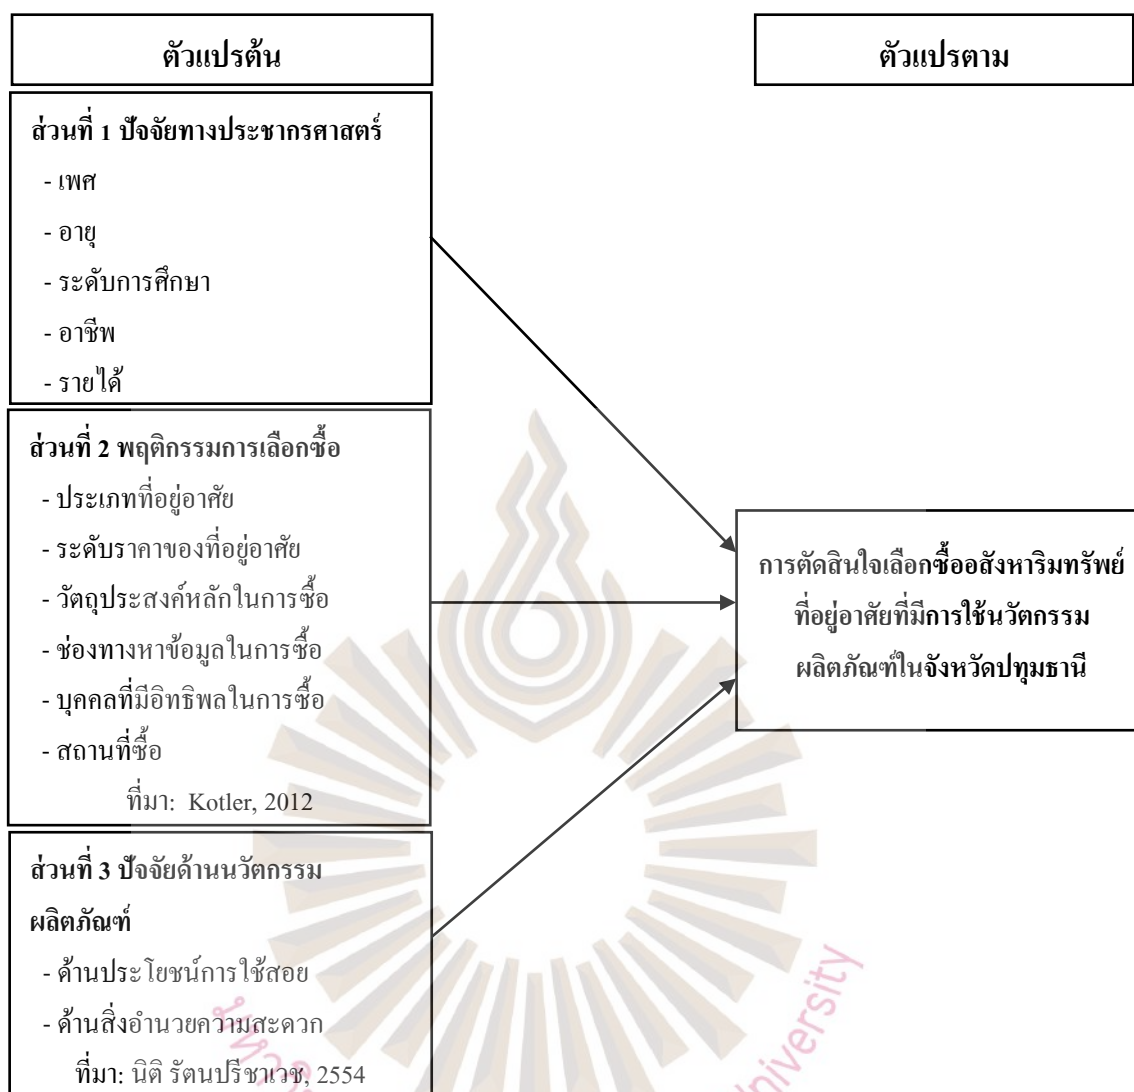 ตัวแปรต้น
ตัวแปรตาม
ส่วนที่ 1 ปัจจัยทางประชากรศาสตร์
- เพศ
- อายุ
- ระดับการศึกษา
- อาชีพ
- รายได้
ส่วนที่ 2 พฤติกรรมการเลือกซื้อ
- ประเภทที่อยู่อาศัย
- ระดับราคาของที่อยู่อาศัย
- วัตถุประสงค์หลักในการซื้อ
- ช่องทางหาข้อมูลในการซื้อ
- บุคคลที่มีอิทธิพลในการซื้อ
- สถานที่ซื้อ
ที่มา: Kotler, 2012
การตัดสินใจเลือกซื้ออสังหาริมทรัพย์
ที่อยู่อาศัยที่มีการใช้นวัตกรรม
ผลิตภัณฑ์ในจังหวัดปทุมธานี
ส่วนที่ 3 ปัจจัยด้านนวัตกรรม
ผลิตภัณฑ์
- ด้านประโยชน์การใช้สอย
- ด้านสิ่งอำนวยความสะดวก
ที่มา: นิติ รัตนปรีชาเวช, 2554